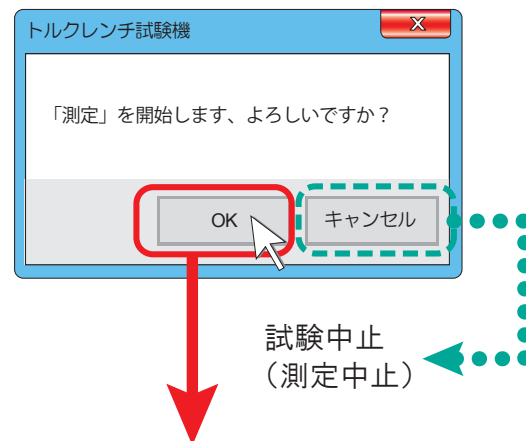 トルクレンチ試験機
X
「測定」を開始します、よろしいですか？
OK
キャンセル
試験中止
（測定中止）